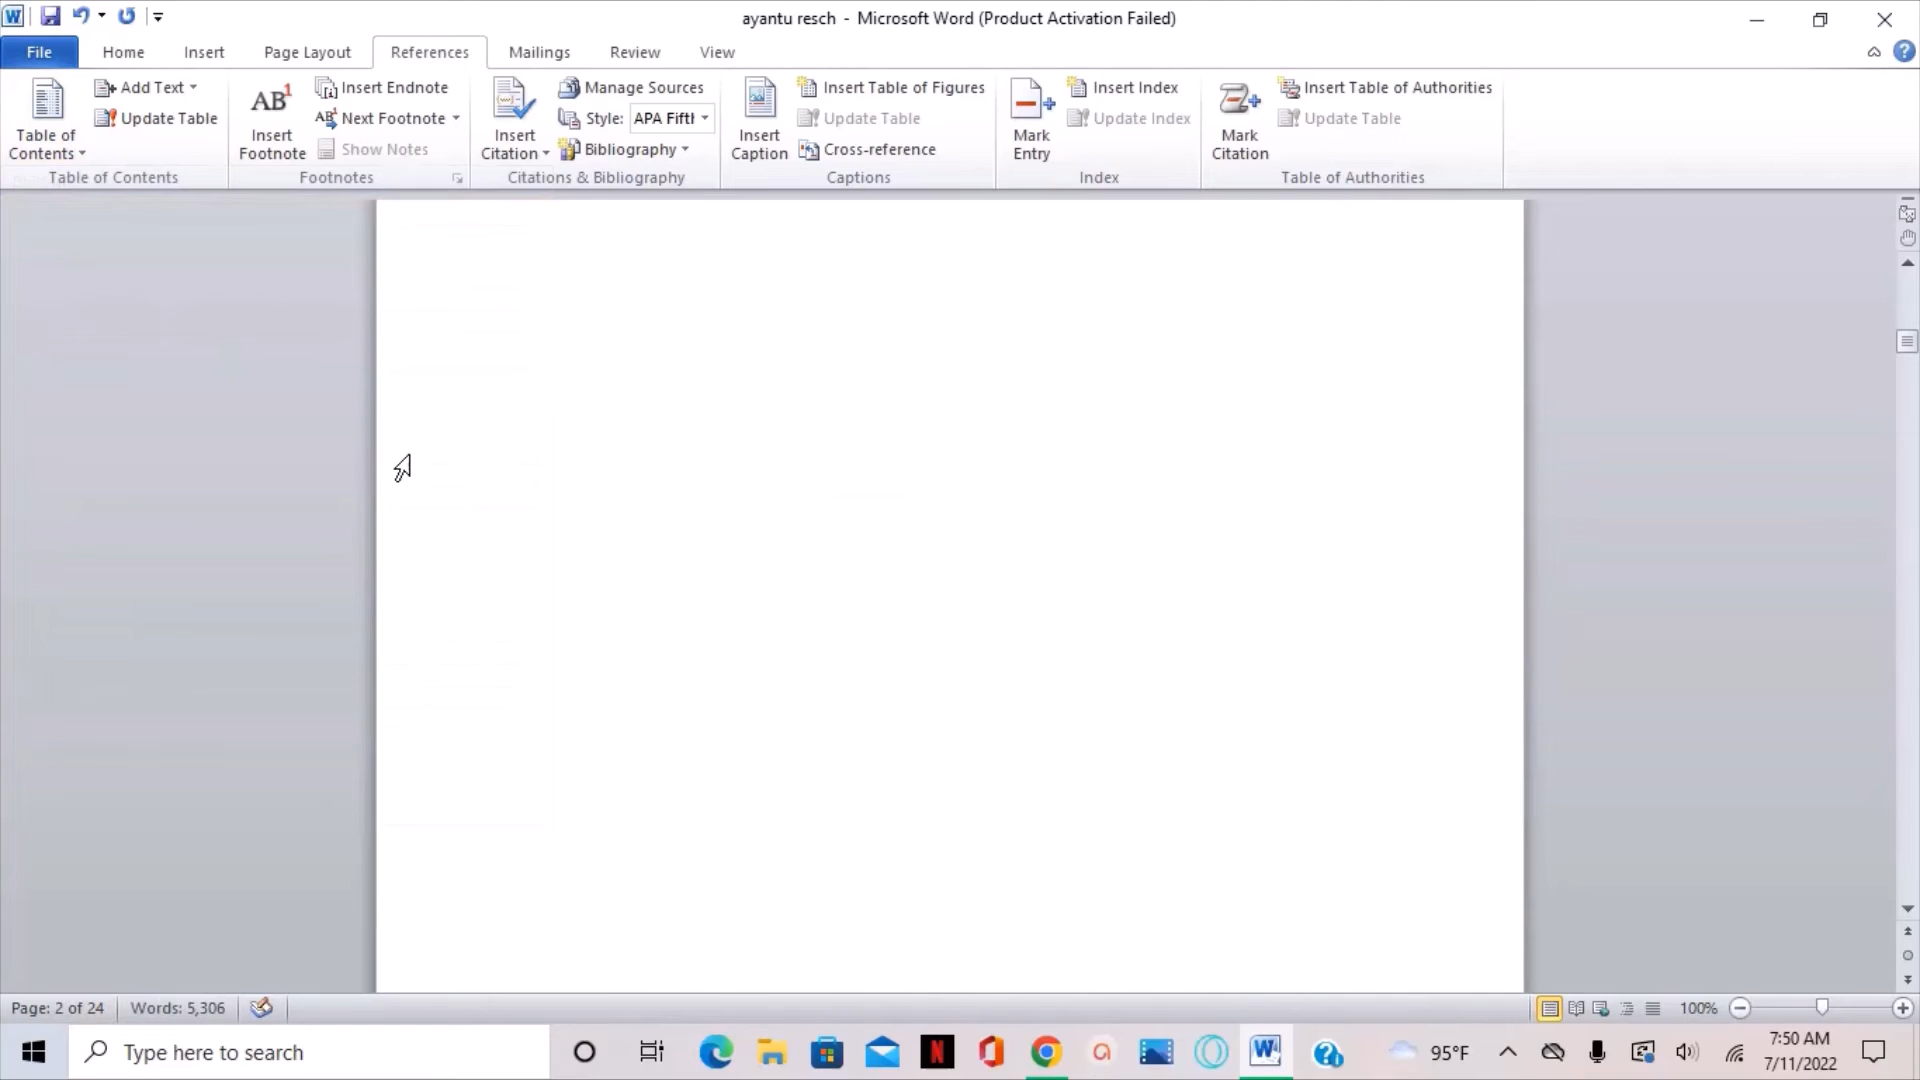 ayantu resch - Microsoft Word (Product Activation Failed)
File Home Insert Page Layout References Mailings Review View
Table of Contents
Add Text
Update Table
Table of Contents
AB1 Insert Footnote
Insert Endnote
AB1 Next Footnote
Show Notes
Footnotes
Insert Citation
Manage Sources
Style: APA Fift
Bibliography
Citations & Bibliography
Insert Caption
Insert Table of Figures
Update Table
Cross-reference
Captions
Mark Entry
Insert Index
Update Index
Index
Mark Citation
Insert Table of Authorities
Update Table
Table of Authorities
Page: 2 of 24 Words: 5,306 100%
Type here to search
95°F
7:50 AM
7/11/2022